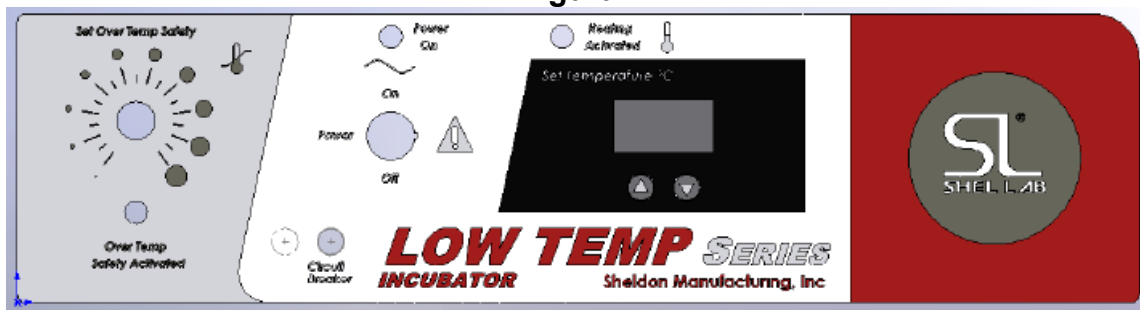 Set Over Temp Safety
Over Temp
Safety Activated
Power
On
On
Power
Off
Circuit
Breaker
Heating
Activated
Set Temperature °C
LOW TEMP SERIES
INCUBATOR
Sheldon Manufacturing, Inc
SL®
SHEL LAB